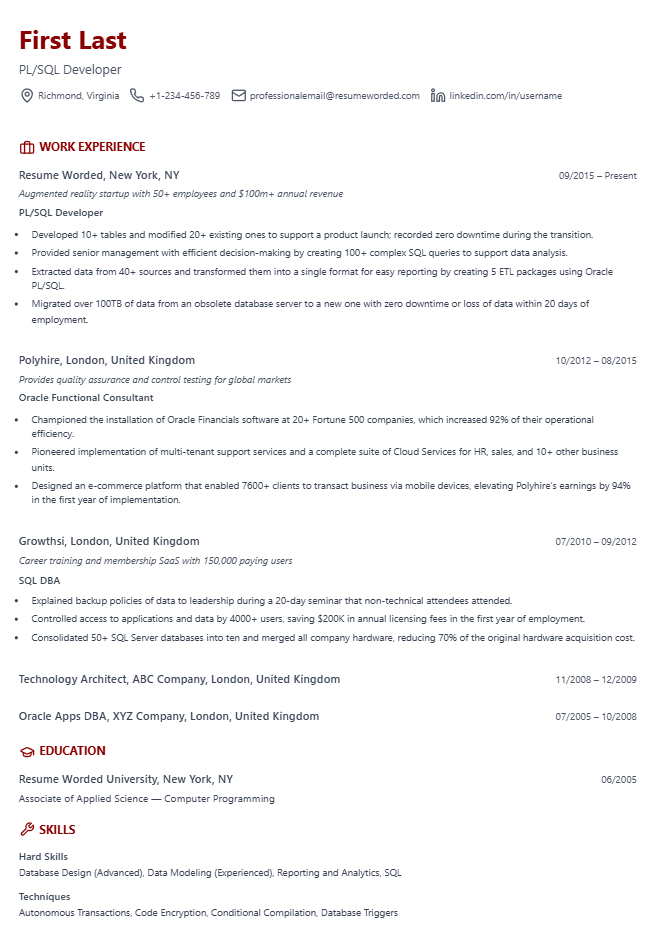 First Last
PL/SQL Developer
Richmond, Virginia +1-234-456-789 professionalemail@resumeworded.com linkedin.com/in/username
WORK EXPERIENCE
Resume Worded, New York, NY 09/2015 – Present
Augmented reality startup with 50+ employees and $100m+ annual revenue
PL/SQL Developer
• Developed 10+ tables and modified 20+ existing ones to support a product launch; recorded zero downtime during the transition.
• Provided senior management with efficient decision-making by creating 100+ complex SQL queries to support data analysis.
• Extracted data from 40+ sources and transformed them into a single format for easy reporting by creating 5 ETL packages using Oracle
PL/SQL.
• Migrated over 100TB of data from an obsolete database server to a new one with zero downtime or loss of data within 20 days of
employment.
Polyhire, London, United Kingdom 10/2012 – 08/2015
Provides quality assurance and control testing for global markets
Oracle Functional Consultant
• Championed the installation of Oracle Financials software at 20+ Fortune 500 companies, which increased 92% of their operational
efficiency.
• Pioneered implementation of multi-tenant support services and a complete suite of Cloud Services for HR, sales, and 10+ other business
units.
• Designed an e-commerce platform that enabled 7600+ clients to transact business via mobile devices, elevating Polyhire's earnings by 94%
in the first year of implementation.
Growthsi, London, United Kingdom 07/2010 – 09/2012
Career training and membership SaaS with 150,000 paying users
SQL DBA
• Explained backup policies of data to leadership during a 20-day seminar that non-technical attendees attended.
• Controlled access to applications and data by 4000+ users, saving $200K in annual licensing fees in the first year of employment.
• Consolidated 50+ SQL Server databases into ten and merged all company hardware, reducing 70% of the original hardware acquisition cost.
Technology Architect, ABC Company, London, United Kingdom 11/2008 – 12/2009
Oracle Apps DBA, XYZ Company, London, United Kingdom 07/2005 – 10/2008
EDUCATION
Resume Worded University, New York, NY 06/2005
Associate of Applied Science — Computer Programming
SKILLS
Hard Skills
Database Design (Advanced), Data Modeling (Experienced), Reporting and Analytics, SQL
Techniques
Autonomous Transactions, Code Encryption, Conditional Compilation, Database Triggers